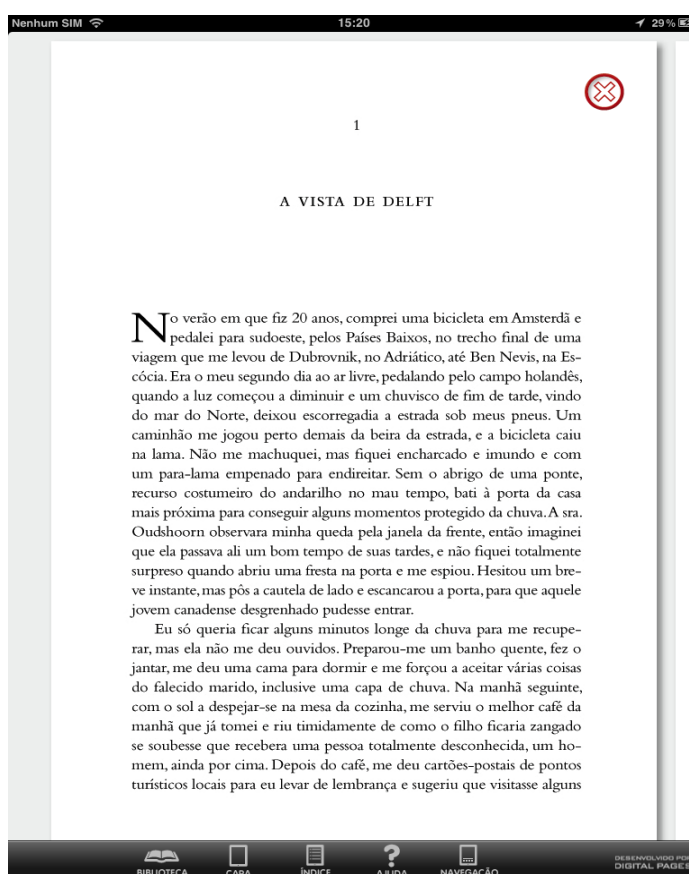 Nenhum SIM 15:20 29%
1
A VISTA DE DELFT
No verão em que fiz 20 anos, comprei uma bicicleta em Amsterdã e
pedalei para sudoeste, pelos Países Baixos, no trecho final de uma
viagem que me levou de Dubrovnik, no Adriático, até Ben Nevis, na Es-
cócia. Era o meu segundo dia ao ar livre, pedalando pelo campo holandês,
quando a luz começou a diminuir e um chuvisco de fim de tarde, vindo
do mar do Norte, deixou escorregadia a estrada sob meus pneus. Um
caminhão me jogou perto demais da beira da estrada, e a bicicleta caiu
na lama. Não me machuquei, mas fiquei encharcado e imundo e com
um para-lama empenado para endireitar. Sem o abrigo de uma ponte,
recurso costumeiro do andarilho no mau tempo, bati à porta da casa
mais próxima para conseguir alguns momentos protegido da chuva. A sra.
Oudshoorn observara minha queda pela janela da frente, então imaginei
que ela passava ali um bom tempo de suas tardes, e não fiquei totalmente
surpreso quando abriu uma fresta na porta e me espiou. Hesitou um bre-
ve instante, mas pôs a cautela de lado e escancarou a porta, para que aquele
jovem canadense desgrenhado pudesse entrar.
Eu só queria ficar alguns minutos longe da chuva para me recupe-
rar, mas ela não me deu ouvidos. Preparou-me um banho quente, fez o
jantar, me deu uma cama para dormir e me forçou a aceitar várias coisas
do falecido marido, inclusive uma capa de chuva. Na manhã seguinte,
com o sol a despejar-se na mesa da cozinha, me serviu o melhor café da
manhã que já tomei e riu timidamente de como o filho ficaria zangado
se soubesse que recebera uma pessoa totalmente desconhecida, um ho-
mem, ainda por cima. Depois do café, me deu cartões-postais de pontos
turísticos locais para eu levar de lembrança e sugeriu que visitasse alguns
BIBLIOTECA CAPA ÍNDICE AJUDA NAVEGAÇÃO
DESENVOLVIDO POR
DIGITAL PAGES